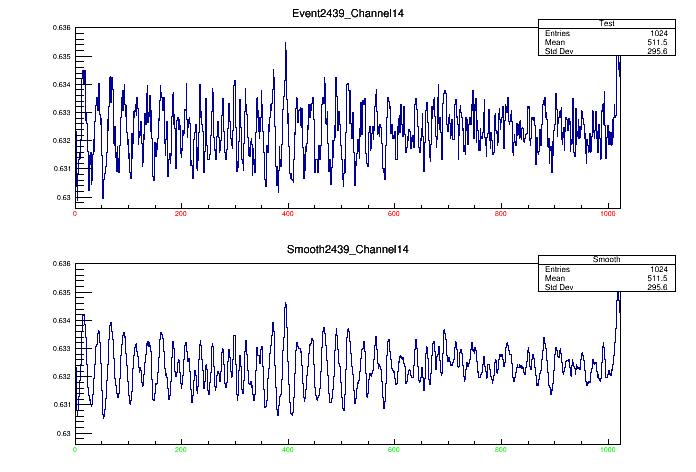 Event2439_Channel14
Test
Entries 1024
Mean 511.5
Std Dev 295.6
0.636
0.635
0.634
0.633
0.632
0.631
0.63
0 200 400 600 800 1000
Smooth2439_Channel14
Smooth
Entries 1024
Mean 511.5
Std Dev 295.6
0.636
0.635
0.634
0.633
0.632
0.631
0.63
0 200 400 600 800 1000